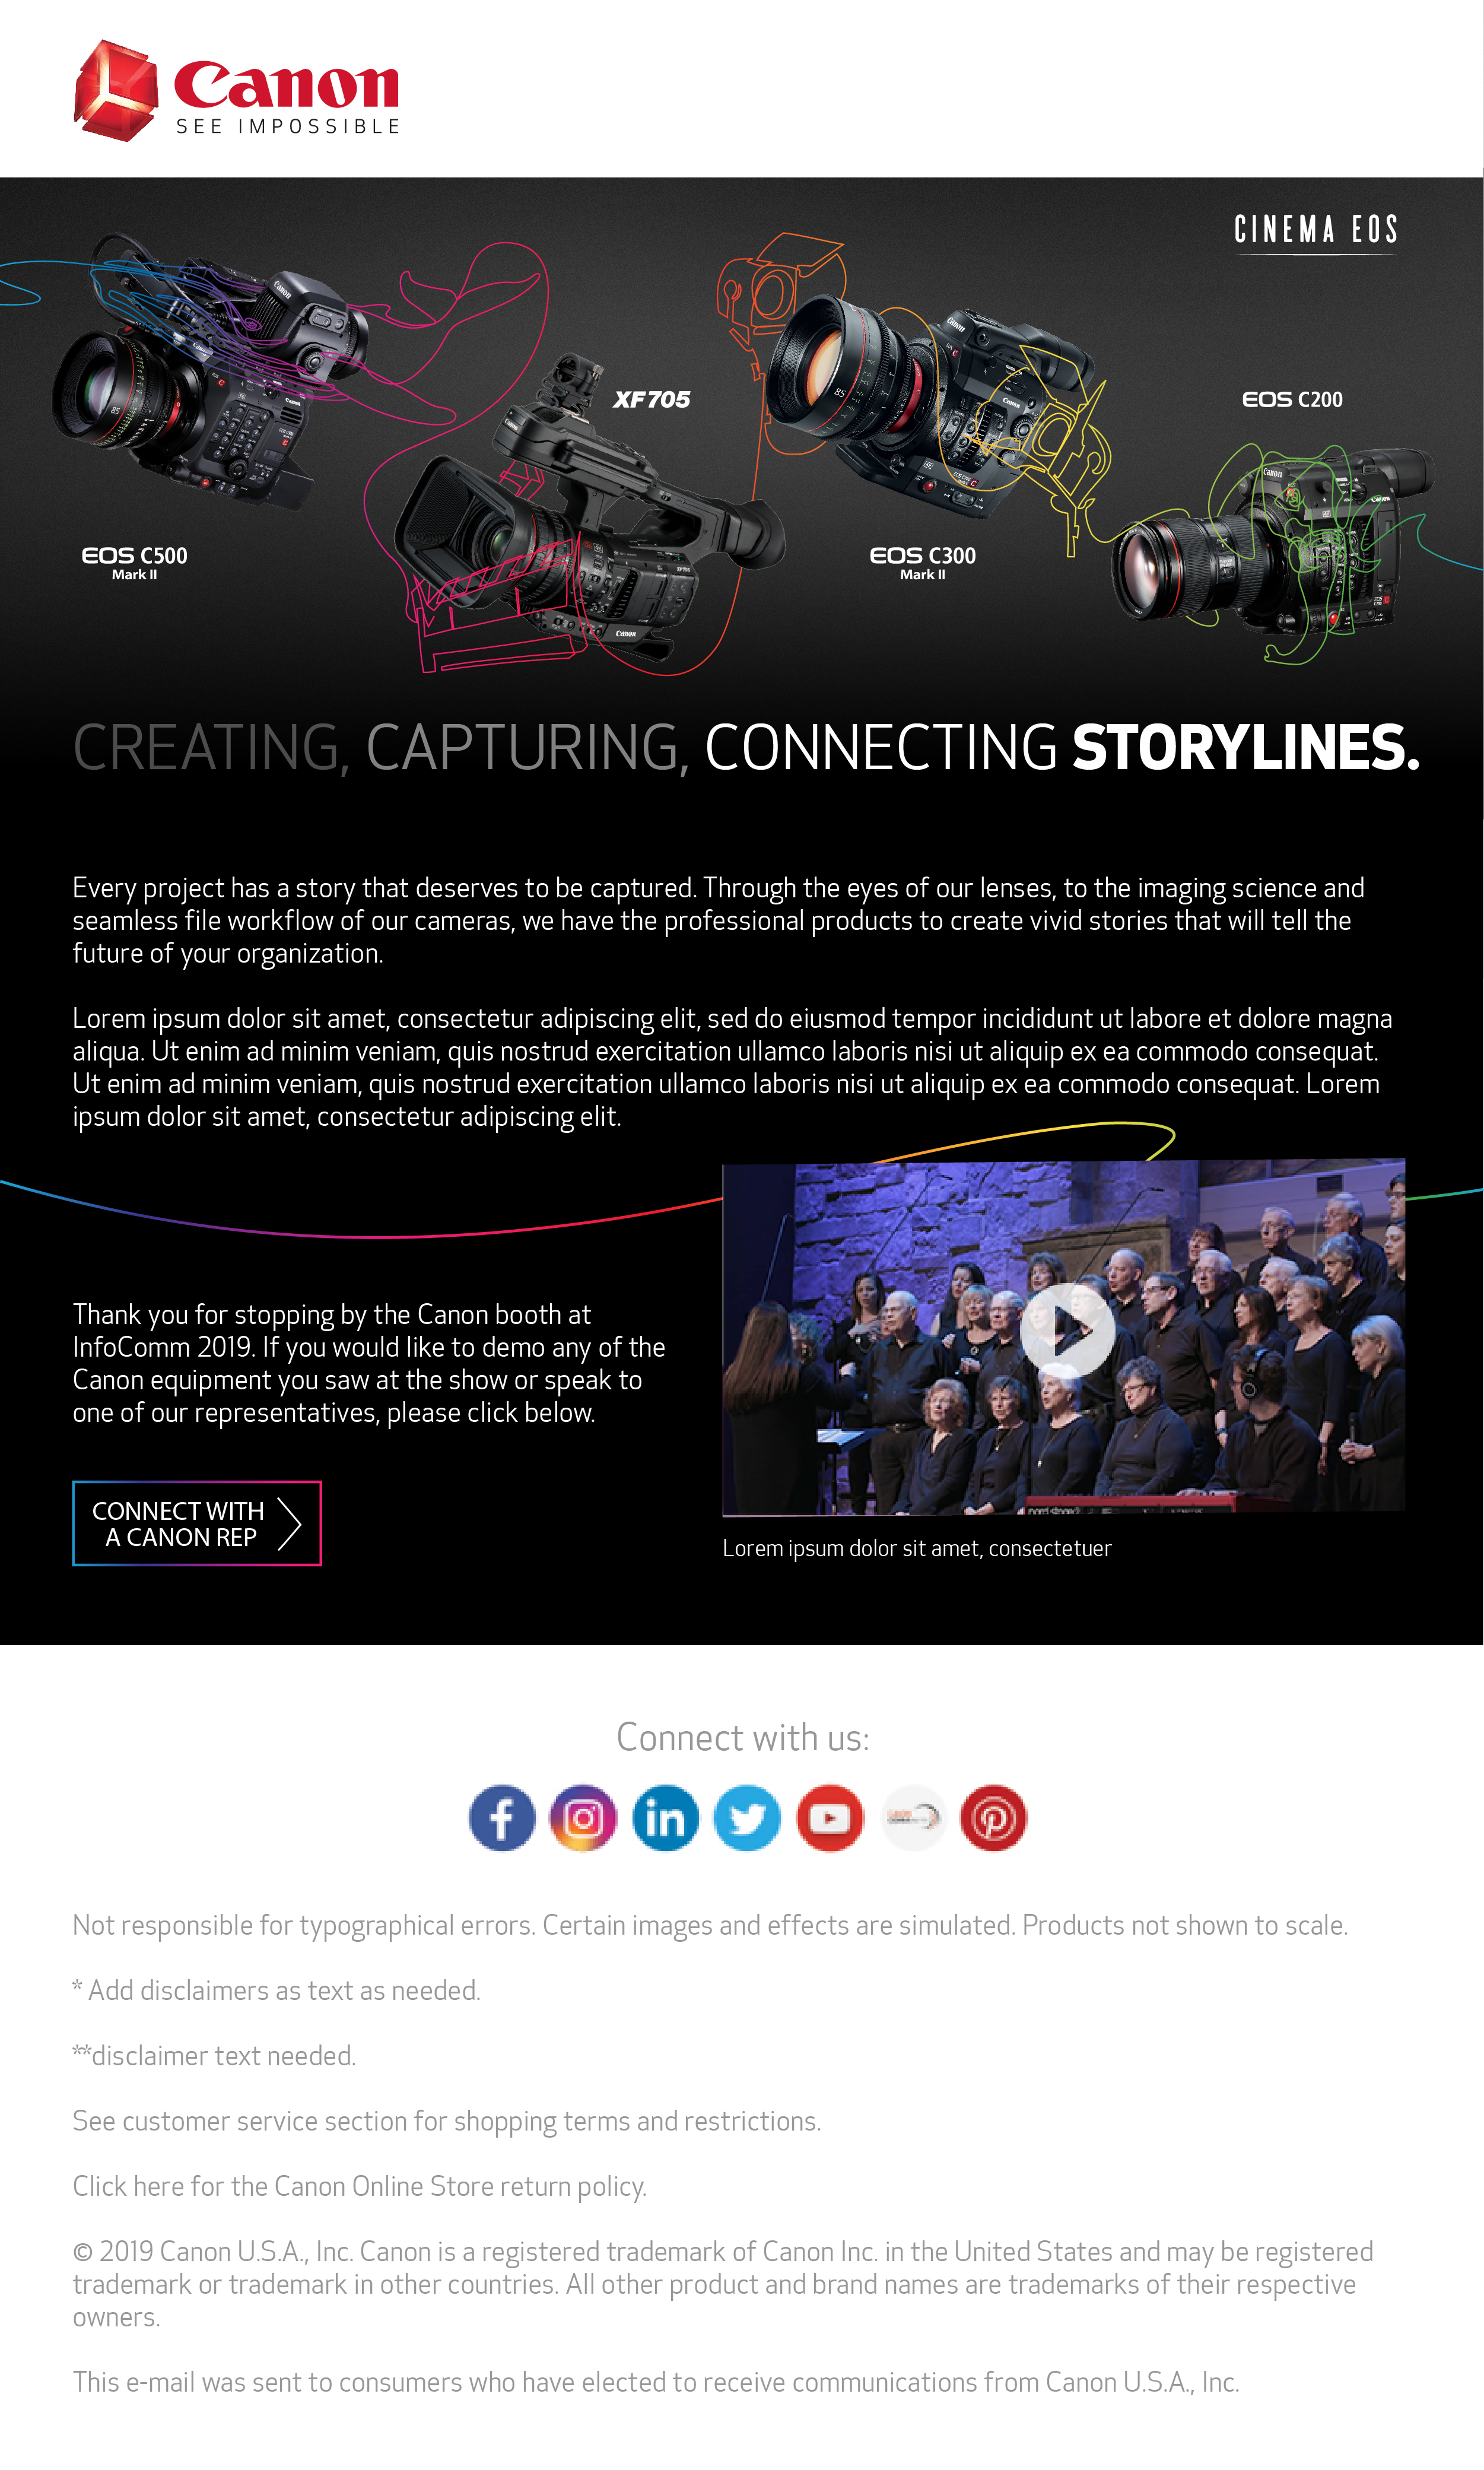 Canon
SEE IMPOSSIBLE
CINEMA EOS
XF705
EOS C200
EOS C500
Mark II
EOS C300
Mark II
CREATING, CAPTURING, CONNECTING STORYLINES.
Every project has a story that deserves to be captured. Through the eyes of our lenses, to the imaging science and
seamless file workflow of our cameras, we have the professional products to create vivid stories that will tell the
future of your organization.
Lorem ipsum dolor sit amet, consectetur adipiscing elit, sed do eiusmod tempor incididunt ut labore et dolore magna
aliqua. Ut enim ad minim veniam, quis nostrud exercitation ullamco laboris nisi ut aliquip ex ea commodo consequat.
Ut enim ad minim veniam, quis nostrud exercitation ullamco laboris nisi ut aliquip ex ea commodo consequat. Lorem
ipsum dolor sit amet, consectetur adipiscing elit.
Thank you for stopping by the Canon booth at
InfoComm 2019. If you would like to demo any of the
Canon equipment you saw at the show or speak to
one of our representatives, please click below.
CONNECT WITH
A CANON REP
Lorem ipsum dolor sit amet, consectetuer
Connect with us:
Not responsible for typographical errors. Certain images and effects are simulated. Products not shown to scale.
* Add disclaimers as text as needed.
**disclaimer text needed.
See customer service section for shopping terms and restrictions.
Click here for the Canon Online Store return policy.
© 2019 Canon U.S.A., Inc. Canon is a registered trademark of Canon Inc. in the United States and may be registered
trademark or trademark in other countries. All other product and brand names are trademarks of their respective
owners.
This e-mail was sent to consumers who have elected to receive communications from Canon U.S.A., Inc.